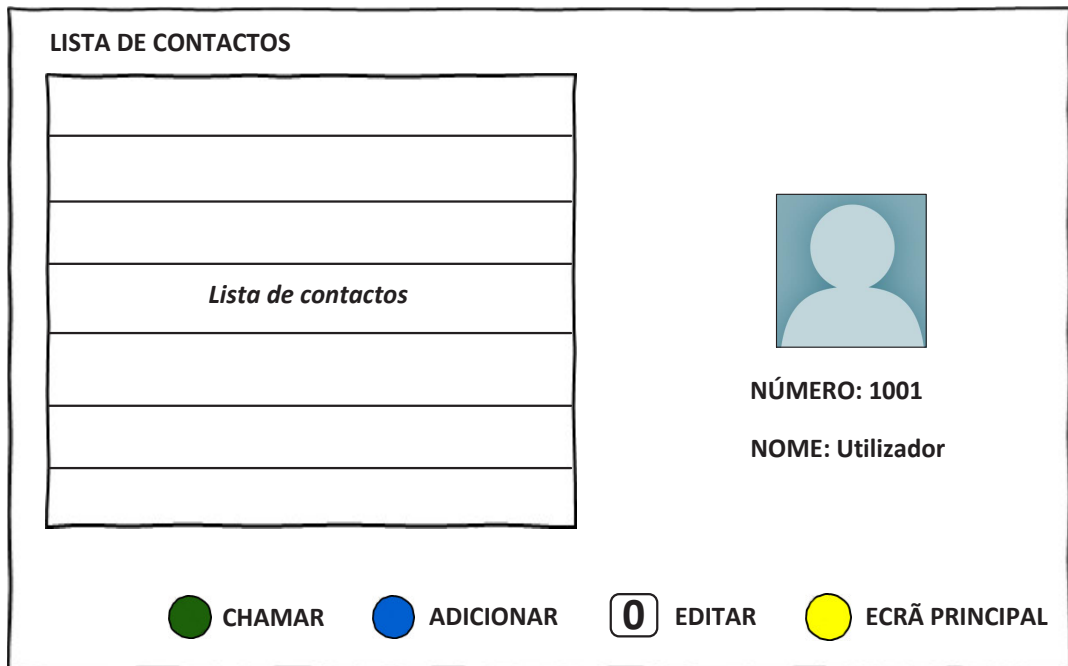 LISTA DE CONTACTOS
Lista de contactos
NÚMERO: 1001
NOME: Utilizador
CHAMAR ADICIONAR 0 EDITAR ECRÃ PRINCIPAL